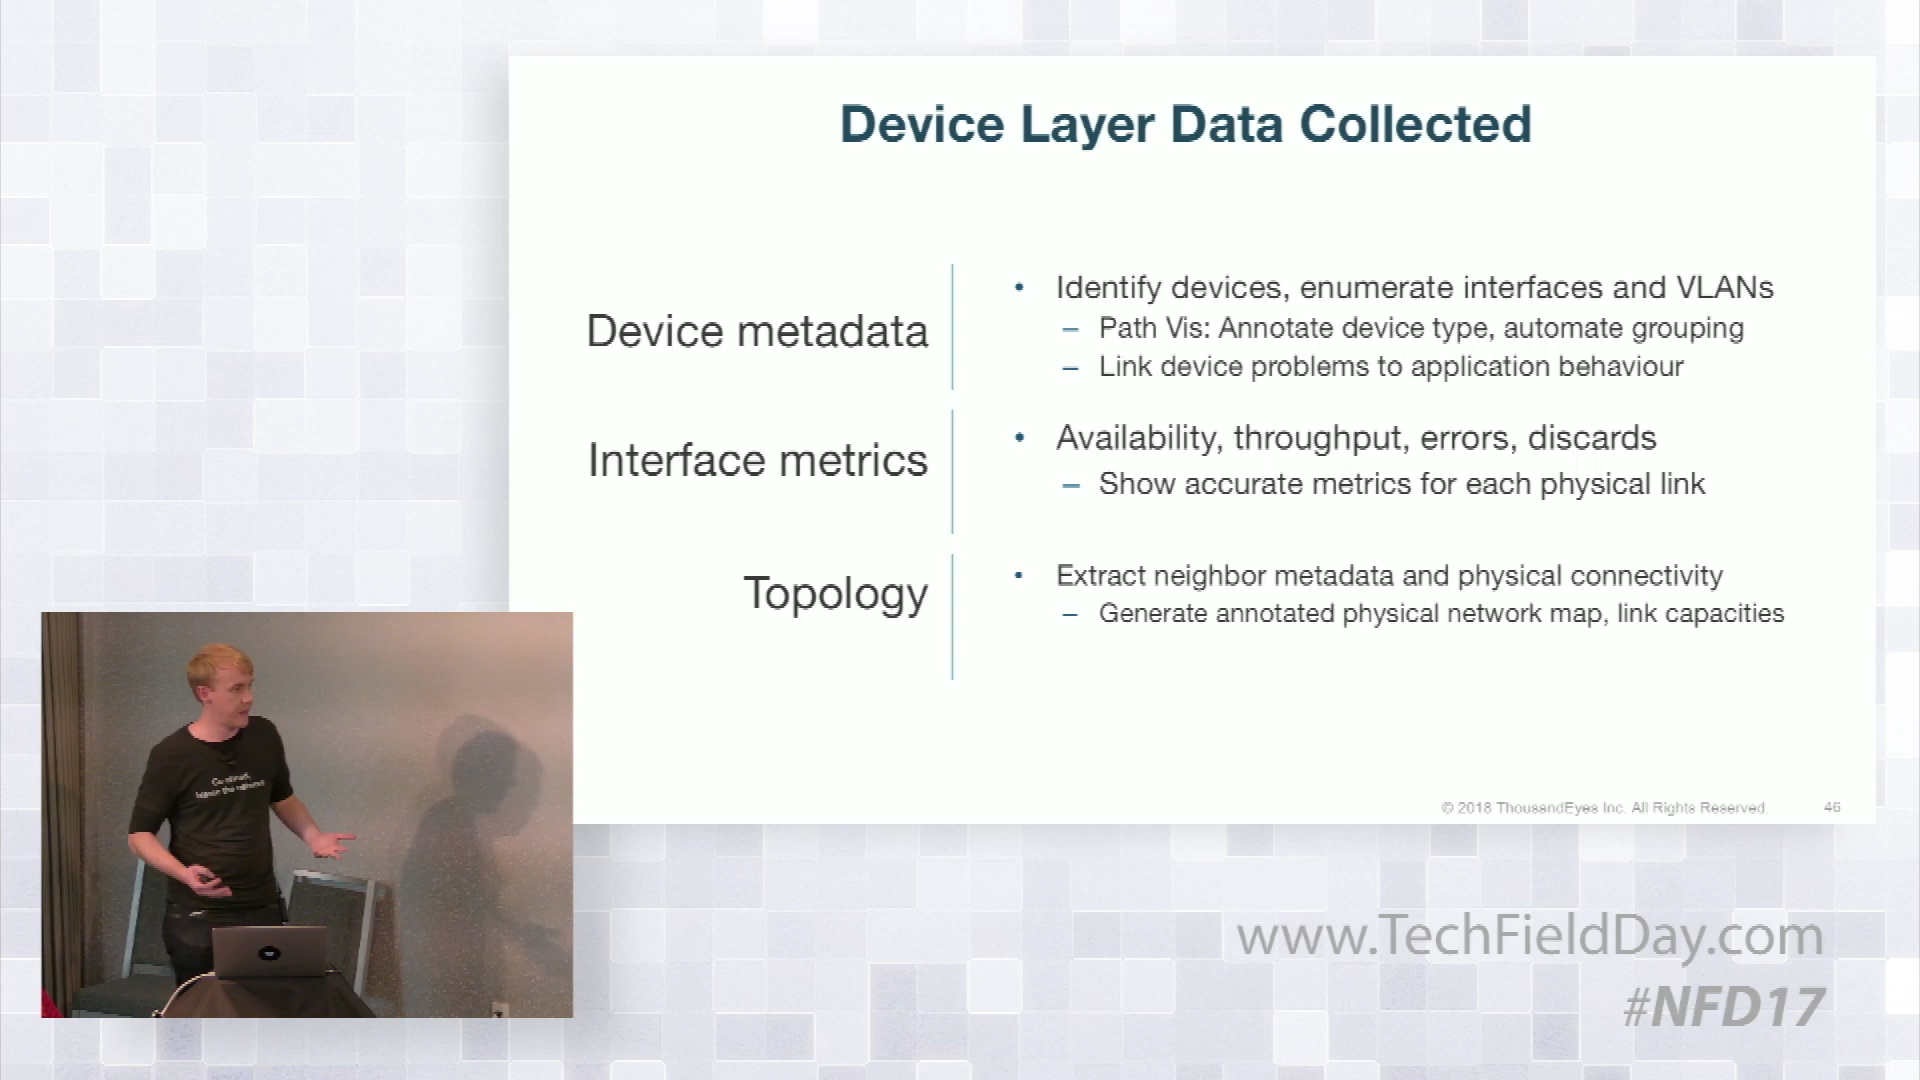 Device Layer Data Collected
Device metadata
• Identify devices, enumerate interfaces and VLANs
– Path Vis: Annotate device type, automate grouping
– Link device problems to application behaviour
Interface metrics
• Availability, throughput, errors, discards
– Show accurate metrics for each physical link
Topology
• Extract neighbor metadata and physical connectivity
– Generate annotated physical network map, link capacities
© 2018 ThousandEyes Inc. All Rights Reserved. 46
the
www.TechFieldDay.com
#NFD17